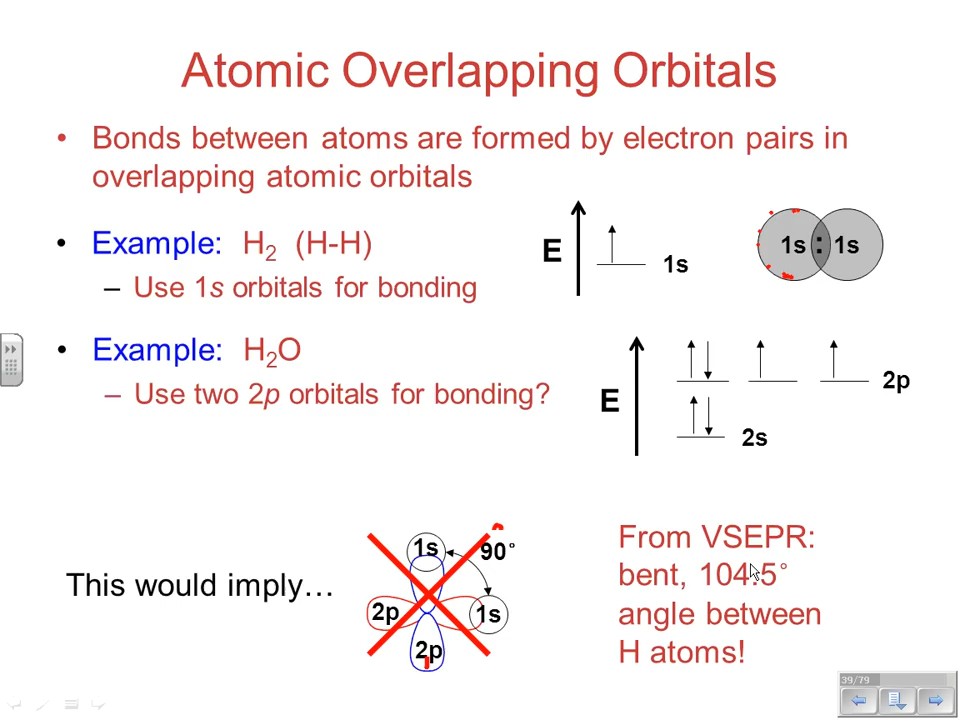 Atomic Overlapping Orbitals
• Bonds between atoms are formed by electron pairs in
overlapping atomic orbitals
• Example: H₂ (H-H)
– Use 1s orbitals for bonding
E
1s
1s : 1s
• Example: H₂O
– Use two 2p orbitals for bonding?
E
2p
2s
This would imply…
1s
90°
2p
1s
2p
From VSEPR:
bent, 104.5°
angle between
H atoms!
39/79